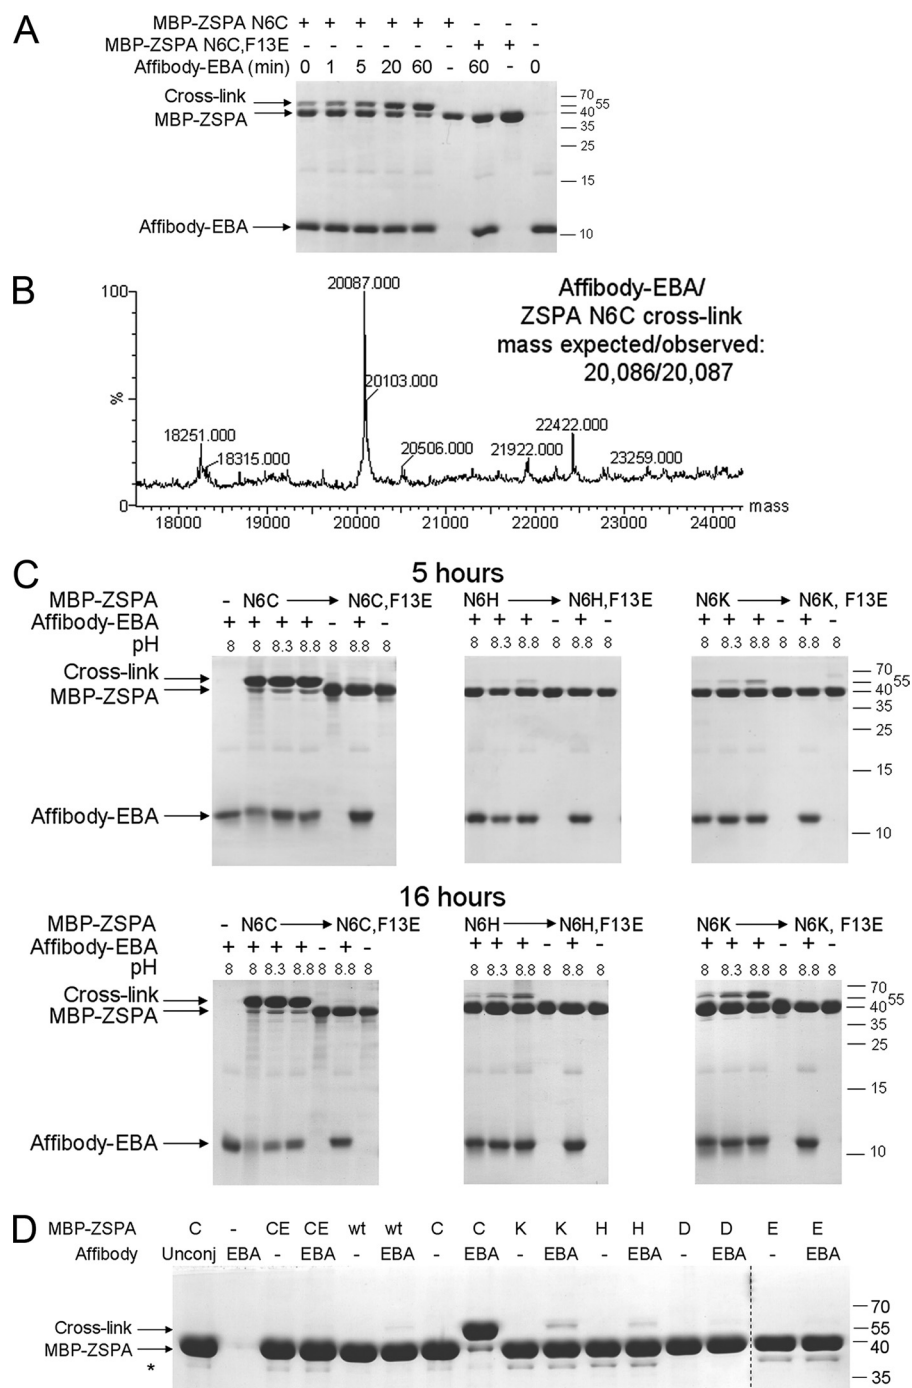 A
MBP-ZSPA N6C + + + + + + - - -
MBP-ZSPA N6C,F13E - - - - - - + + -
Affibody-EBA (min) 0 1 5 20 60 - 60 - 0
Cross-link
MBP-ZSPA
Affibody-EBA
70
55
40
35
25
15
10
B
100
%
0
20087.000
20103.000
18251.000
18315.000
20506.000
21922.000
22422.000
23259.000
Affibody-EBA/
ZSPA N6C cross-link
mass expected/observed:
20,086/20,087
18000 19000 20000 21000 22000 23000 24000 mass
C
5 hours
MBP-ZSPA - N6C → N6C,F13E N6H → N6H,F13E N6K → N6K, F13E
Affibody-EBA + + + + - + - + + + - + - + + + - + -
pH 8 8 8.3 8.8 8 8.8 8 8 8.3 8.8 8 8.8 8 8 8.3 8.8 8 8.8 8
Cross-link
MBP-ZSPA
Affibody-EBA
70
55
40
35
25
15
10
16 hours
MBP-ZSPA - N6C → N6C,F13E N6H → N6H,F13E N6K → N6K, F13E
Affibody-EBA + + + + - + - + + + - + - + + + - + -
pH 8 8 8.3 8.8 8 8.8 8 8 8.3 8.8 8 8.8 8 8 8.3 8.8 8 8.8 8
Cross-link
MBP-ZSPA
Affibody-EBA
70
55
40
35
25
15
10
D
MBP-ZSPA C - CE CE wt wt C C K K H H D D E E
Affibody Unconj EBA - EBA - EBA - EBA - EBA - EBA - EBA - EBA
Cross-link
MBP-ZSPA
*
70
55
40
35